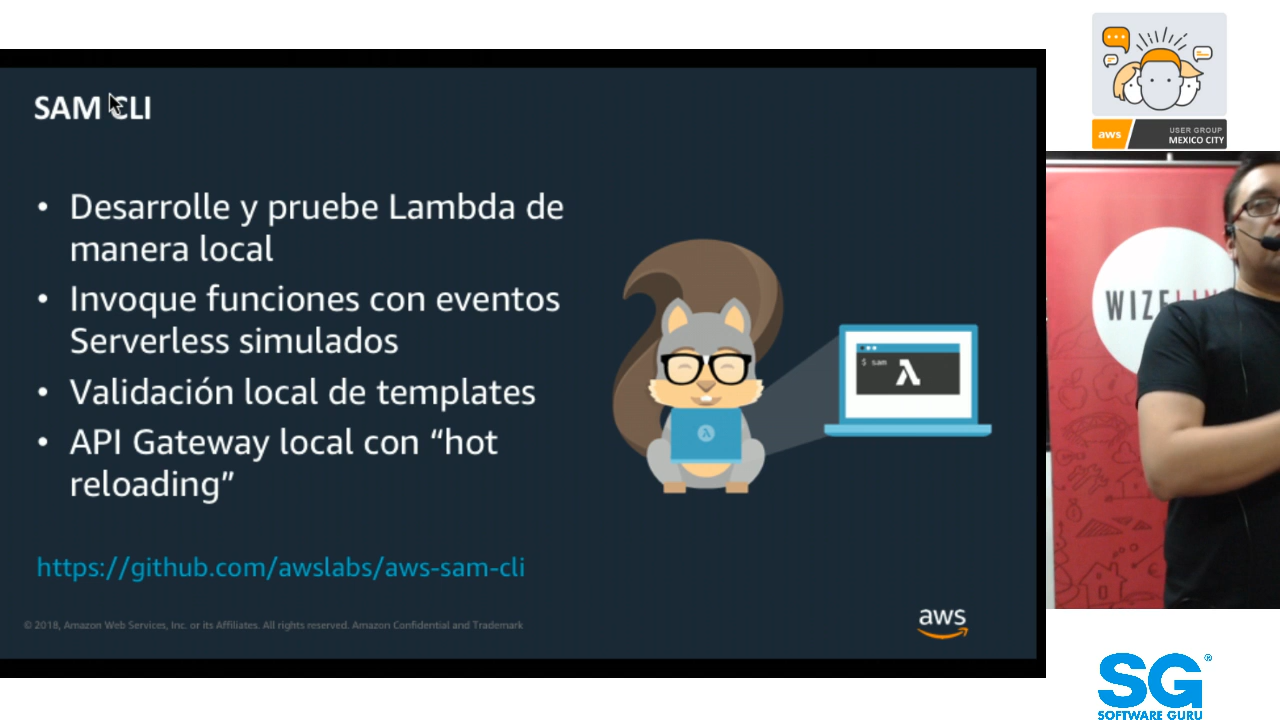 SAM CLI
• Desarrolle y pruebe Lambda de
manera local
• Invoque funciones con eventos
Serverless simulados
• Validación local de templates
• API Gateway local con “hot
reloading”
https://github.com/awslabs/aws-sam-cli
© 2018, Amazon Web Services, Inc. or its Affiliates. All rights reserved. Amazon Confidential and Trademark
$ sam
aws
aws
USER GROUP
MEXICO CITY
WIZELIN
SG®
SOFTWARE GURU